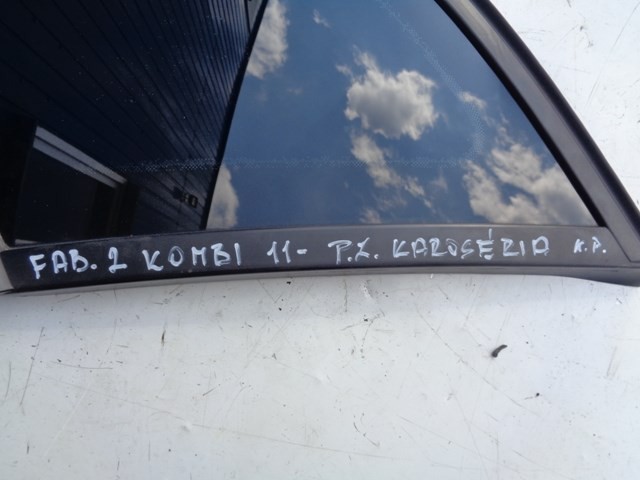 FAB. 2 KOMBI 11- P.Z. KAROSÉRIA K.P.